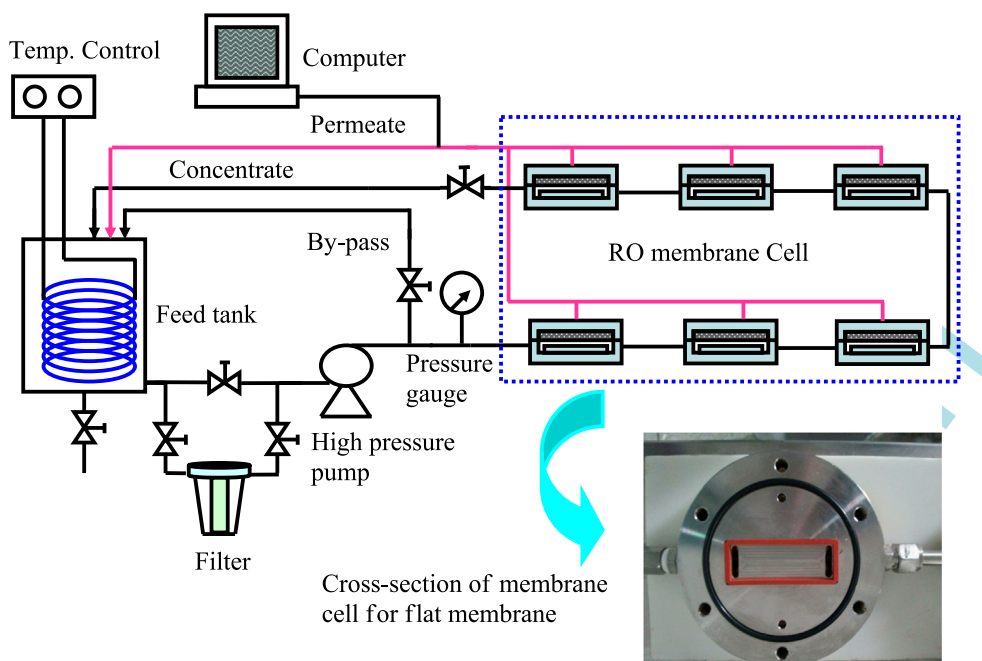 Temp. Control
Computer
Permeate
Concentrate
By-pass
RO membrane Cell
Feed tank
Pressure
gauge
High pressure
pump
Filter
Cross-section of membrane
cell for flat membrane